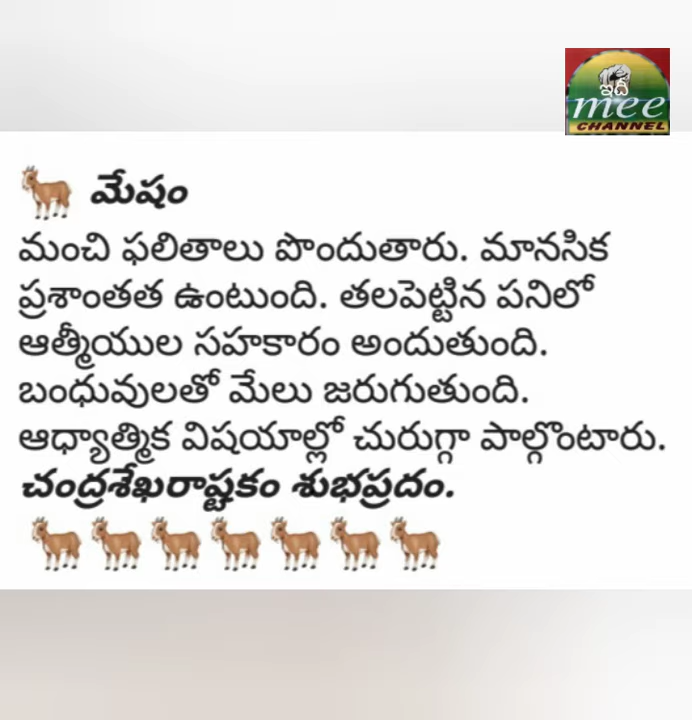 ఇది
mee
CHANNEL
🐐 మేషం
మంచి ఫలితాలు పొందుతారు. మానసిక
ప్రశాంతత ఉంటుంది. తలపెట్టిన పనిలో
ఆత్మీయుల సహకారం అందుతుంది.
బంధువులతో మేలు జరుగుతుంది.
ఆధ్యాత్మిక విషయాల్లో చురుగ్గా పాల్గొంటారు.
చంద్రశేఖరాష్టకం శుభప్రదం.
🐐🐐🐐🐐🐐🐐🐐